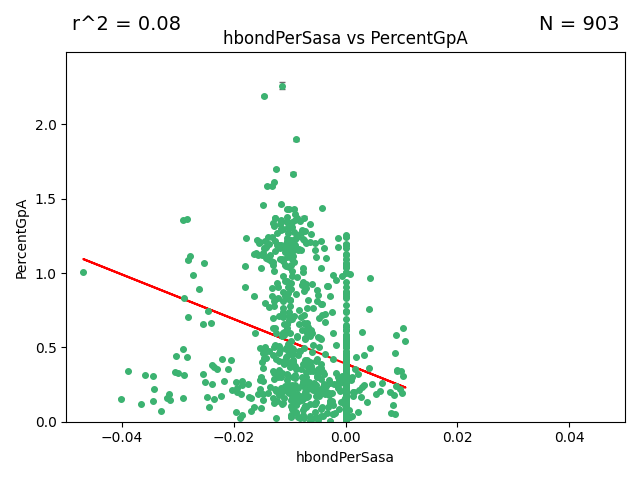 r^2 = 0.08
N = 903
hbondPerSasa vs PercentGpA
PercentGpA
2.0
1.5
1.0
0.5
0.0
−0.04
−0.02
0.00
0.02
0.04
hbondPerSasa